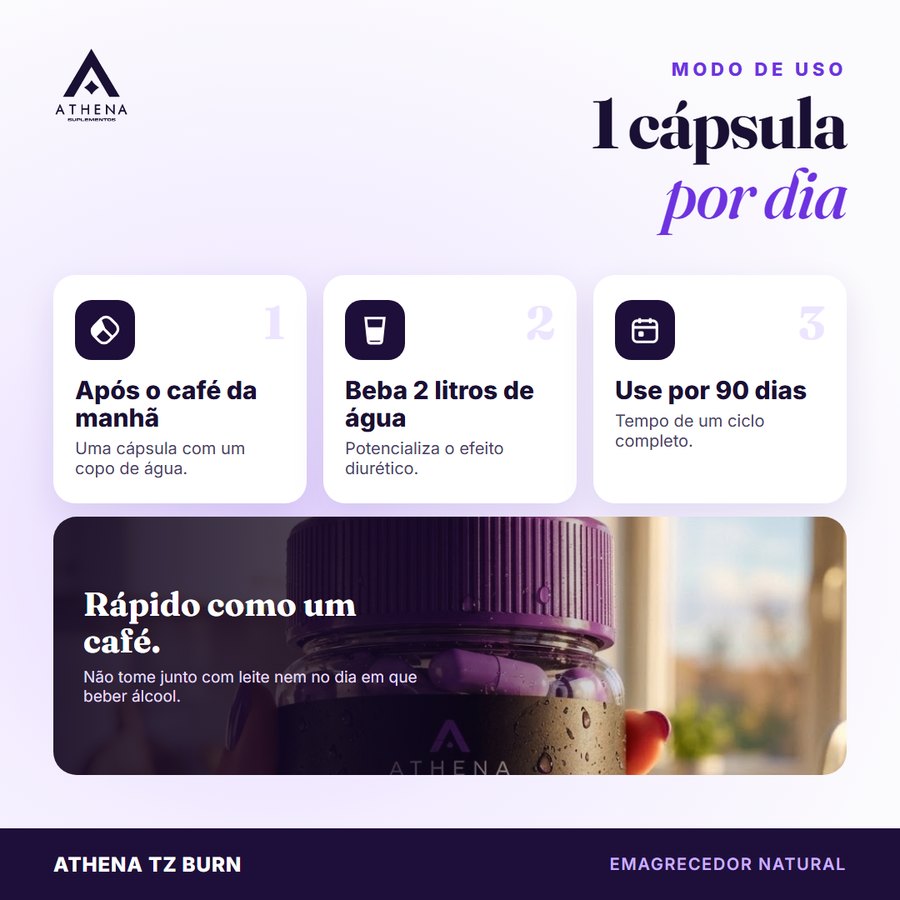 ATHENA
SUPLEMENTOS
MODO DE USO
1 cápsula
por dia
1
Após o café da
manhã
Uma cápsula com um
copo de água.
2
Beba 2 litros de
água
Potencializa o efeito
diurético.
3
Use por 90 dias
Tempo de um ciclo
completo.
Rápido como um
café.
Não tome junto com leite nem no dia em que
beber álcool.
ATHENA
ATHENA TZ BURN
EMAGRECEDOR NATURAL